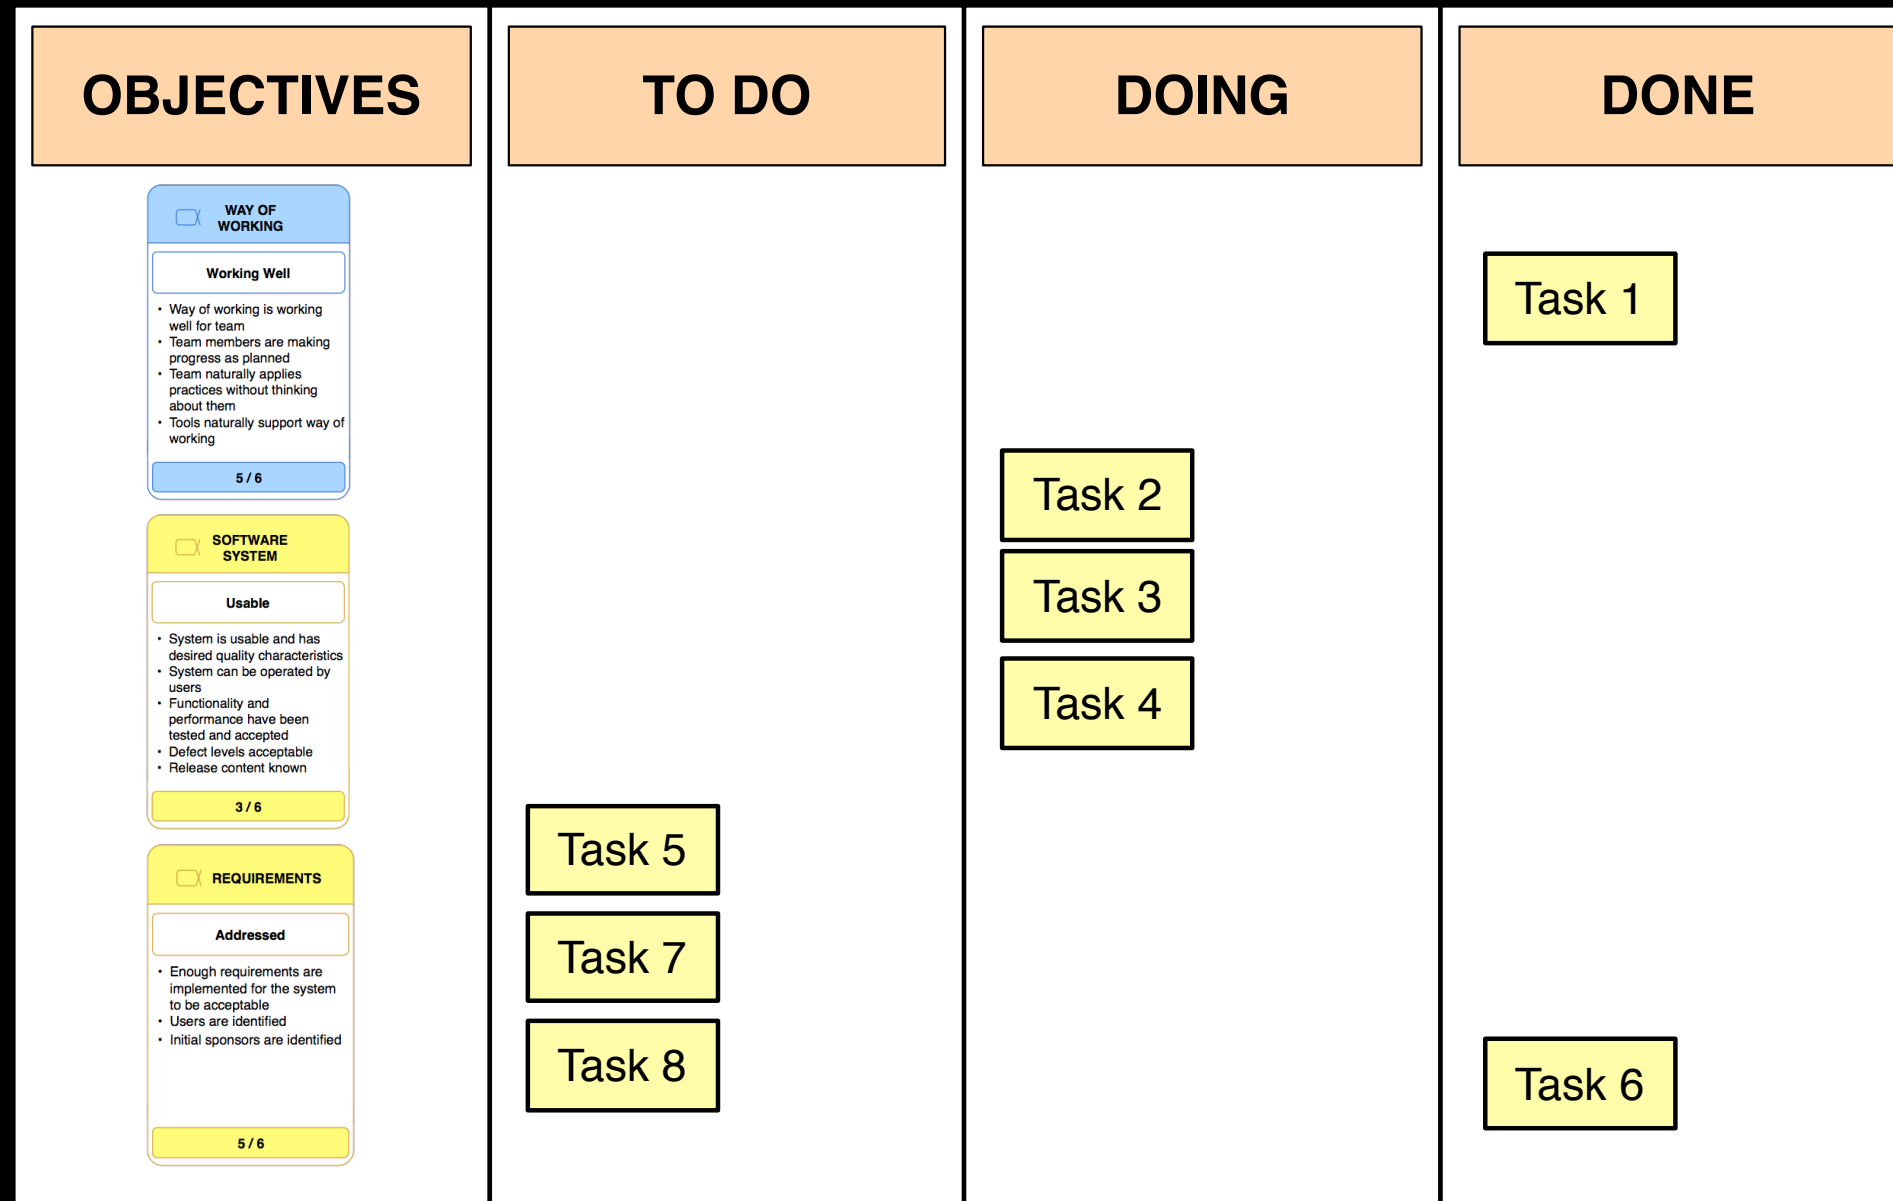 OBJECTIVES
TO DO
DOING
DONE
WAY OF
WORKING
Working Well
• Way of working is working
well for team
• Team members are making
progress as planned
• Team naturally applies
practices without thinking
about them
• Tools naturally support way of
working
5 / 6
SOFTWARE
SYSTEM
Usable
• System is usable and has
desired quality characteristics
• System can be operated by
users
• Functionality and
performance have been
tested and accepted
• Defect levels acceptable
• Release content known
3 / 6
REQUIREMENTS
Addressed
• Enough requirements are
implemented for the system
to be acceptable
• Users are identified
• Initial sponsors are identified
5 / 6
Task 5
Task 7
Task 8
Task 2
Task 3
Task 4
Task 1
Task 6